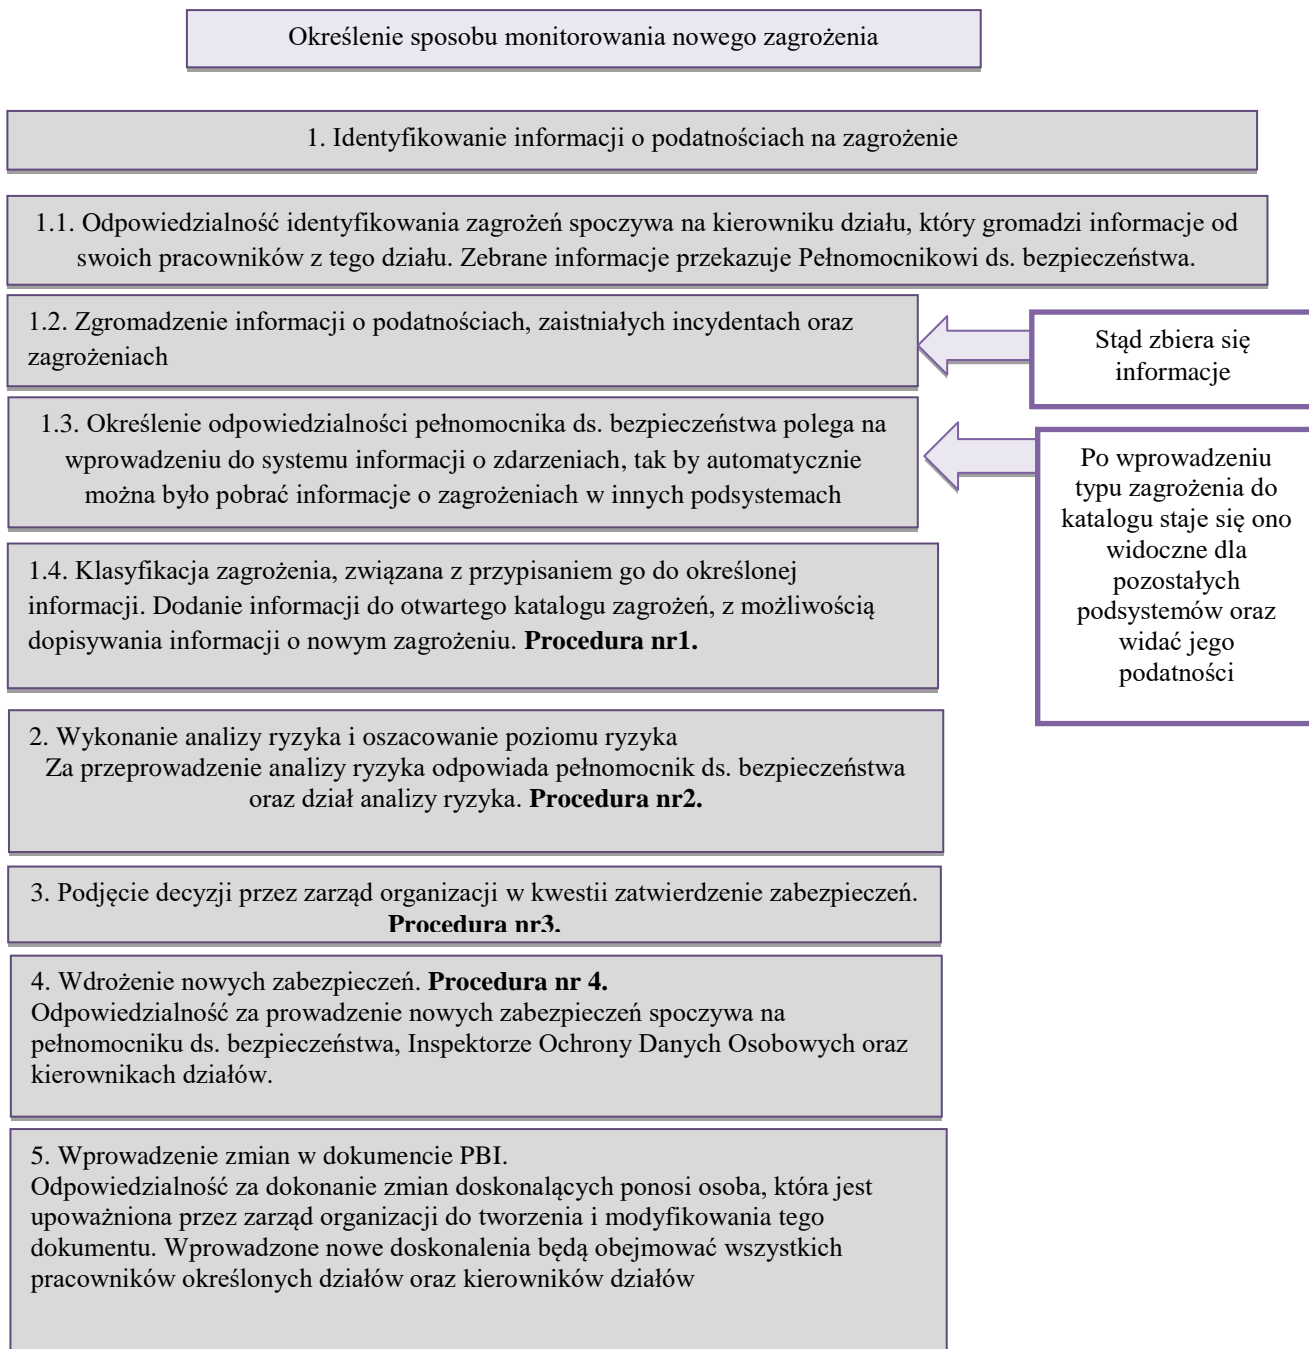 Określenie sposobu monitorowania nowego zagrożenia
1. Identyfikowanie informacji o podatnościach na zagrożenie
1.1. Odpowiedzialność identyfikowania zagrożeń spoczywa na kierowniku działu, który gromadzi informacje od
swoich pracowników z tego działu. Zebrane informacje przekazuje Pełnomocnikowi ds. bezpieczeństwa.
1.2. Zgromadzenie informacji o podatnościach, zaistniałych incydentach oraz
zagrożeniach
Stąd zbiera się
informacje
1.3. Określenie odpowiedzialności pełnomocnika ds. bezpieczeństwa polega na
wprowadzeniu do systemu informacji o zdarzeniach, tak by automatycznie
można było pobrać informacje o zagrożeniach w innych podsystemach
Po wprowadzeniu
typu zagrożenia do
katalogu staje się ono
widoczne dla
pozostałych
podsystemów oraz
widać jego
podatności
1.4. Klasyfikacja zagrożenia, związana z przypisaniem go do określonej
informacji. Dodanie informacji do otwartego katalogu zagrożeń, z możliwością
dopisywania informacji o nowym zagrożeniu. Procedura nr1.
2. Wykonanie analizy ryzyka i oszacowanie poziomu ryzyka
Za przeprowadzenie analizy ryzyka odpowiada pełnomocnik ds. bezpieczeństwa
oraz dział analizy ryzyka. Procedura nr2.
3. Podjęcie decyzji przez zarząd organizacji w kwestii zatwierdzenie zabezpieczeń.
Procedura nr3.
4. Wdrożenie nowych zabezpieczeń. Procedura nr 4.
Odpowiedzialność za prowadzenie nowych zabezpieczeń spoczywa na
pełnomocniku ds. bezpieczeństwa, Inspektorze Ochrony Danych Osobowych oraz
kierownikach działów.
5. Wprowadzenie zmian w dokumencie PBI.
Odpowiedzialność za dokonanie zmian doskonalących ponosi osoba, która jest
upoważniona przez zarząd organizacji do tworzenia i modyfikowania tego
dokumentu. Wprowadzone nowe doskonalenia będą obejmować wszystkich
pracowników określonych działów oraz kierowników działów